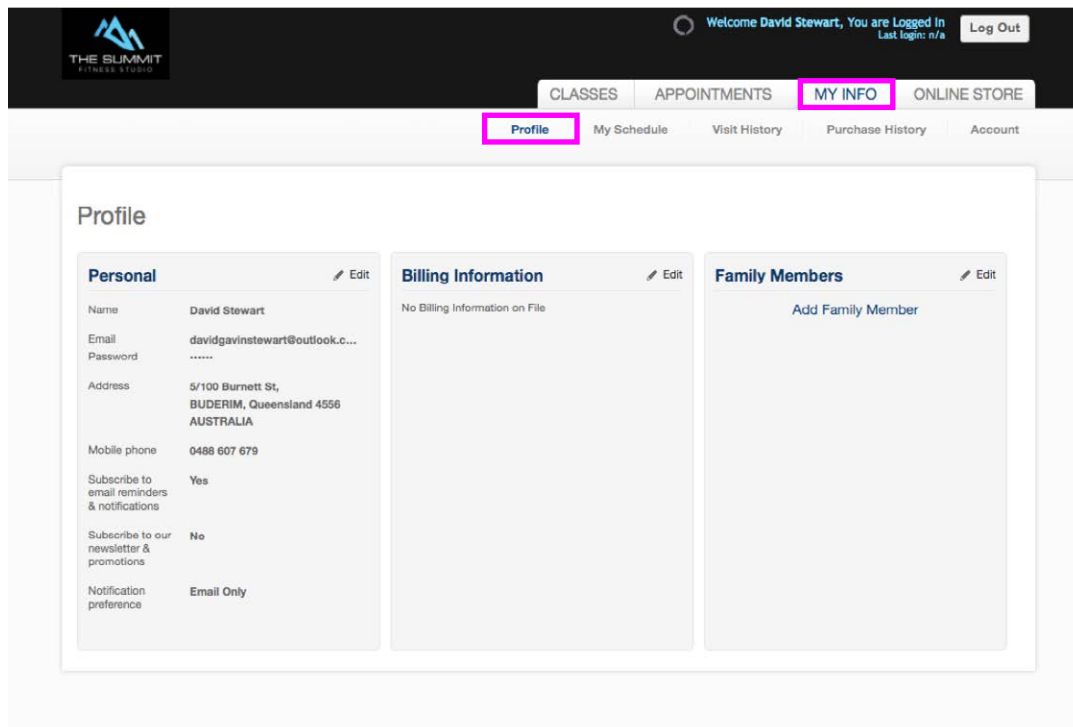 THE SUMMIT
FITNESS STUDIO
Welcome David Stewart, You are Logged In
Last login: n/a
Log Out
CLASSES APPOINTMENTS MY INFO ONLINE STORE
Profile My Schedule Visit History Purchase History Account
Profile
Personal Edit
Name David Stewart
Email davidgavinstewart@outlook.c...
Password ······
Address 5/100 Burnett St,
BUDERIM, Queensland 4556
AUSTRALIA
Mobile phone 0488 607 679
Subscribe to Yes
email reminders
& notifications
Subscribe to our No
newsletter &
promotions
Notification Email Only
preference
Billing Information Edit
No Billing Information on File
Family Members Edit
Add Family Member